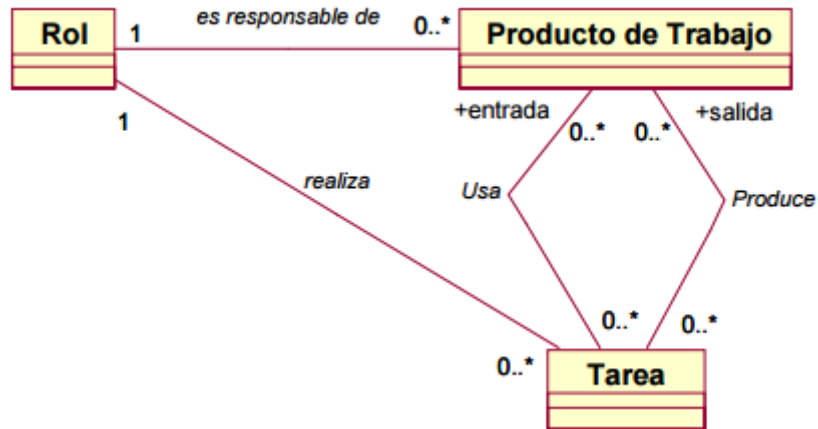 es responsable de
Rol
1
0..*
Producto de Trabajo
+entrada
+salida
1
0..*
0..*
realiza
Usa
Produce
0..*
0..*
0..*
Tarea